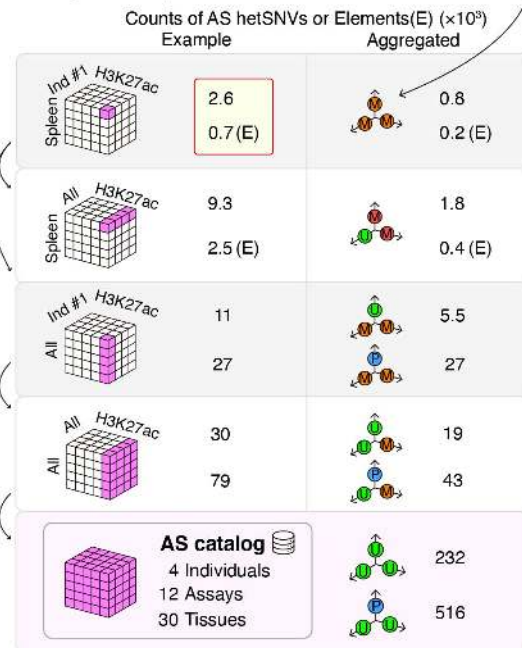 Counts of AS hetSNVs or Elements(E) (×10³)
Example Aggregated
Ind #1 H3K27ac
Spleen
2.6 M 0.8
0.7 (E) M M 0.2 (E)
All H3K27ac
Spleen
9.3 M 1.8
2.5 (E) U M 0.4 (E)
Ind #1 H3K27ac
All
11 U M M 5.5
27 P M M 27
All H3K27ac
All
30 U U M 19
79 P U M 43
AS catalog
4 Individuals
12 Assays
30 Tissues
U U U 232
P U U 516